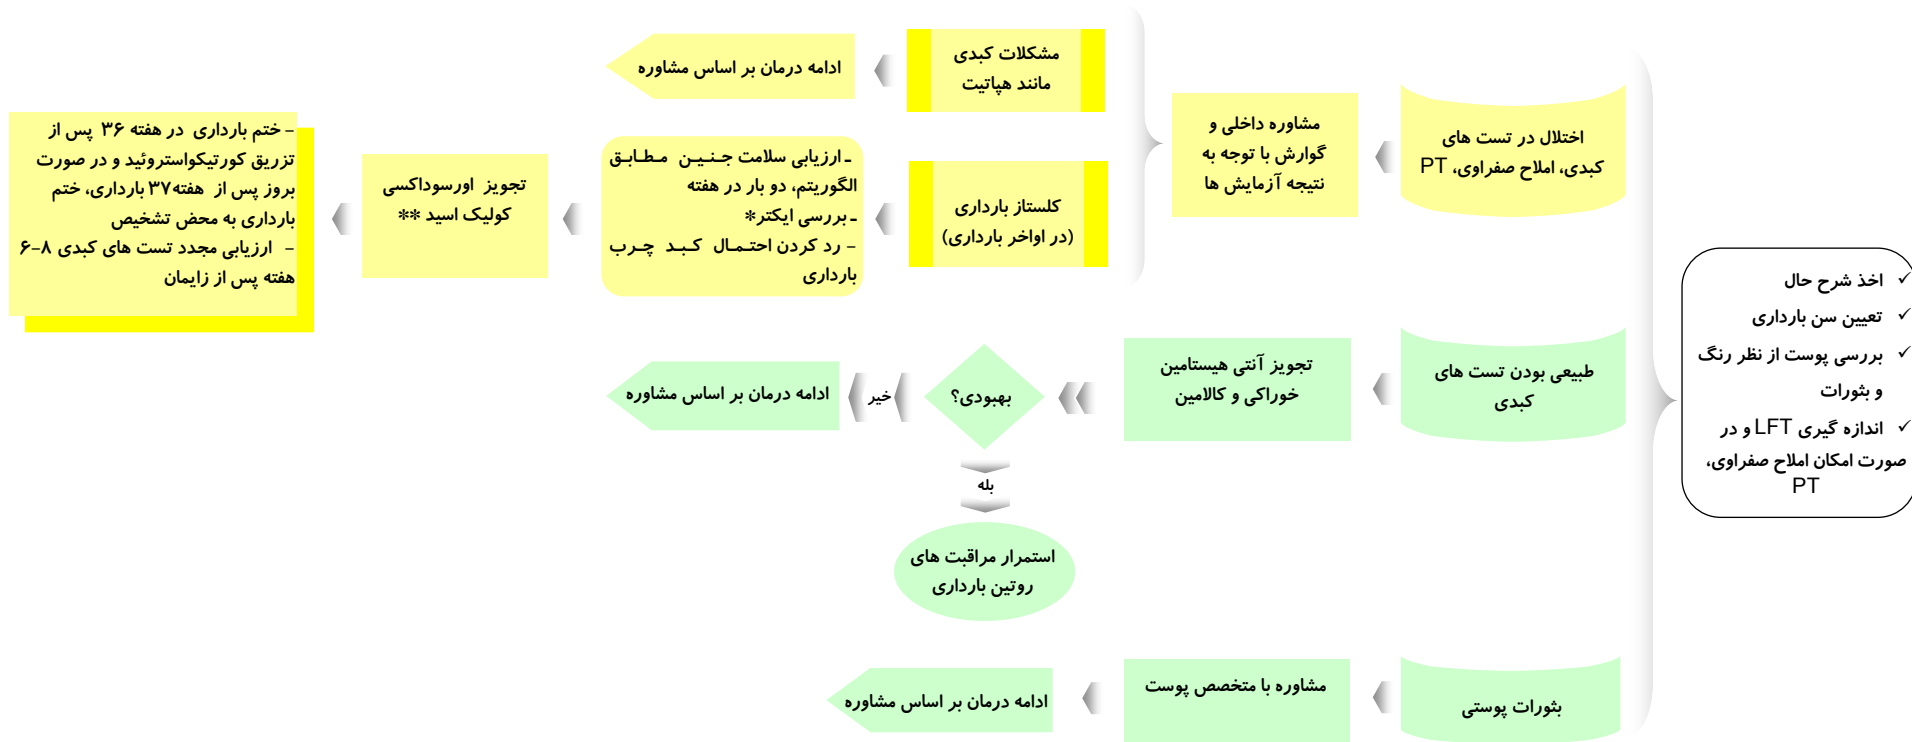 ✓ اخذ شرح حال
✓ تعیین سن بارداری
✓ بررسی پوست از نظر رنگ
و بثورات
✓ اندازه گیری LFT و در
صورت امکان املاح صفراوی،
PT
اختلال در تست های
کبدی، املاح صفراوی، PT
مشاوره داخلی و
گوارش با توجه به
نتیجه آزمایش ها
مشکلات کبدی
مانند هپاتیت
ادامه درمان بر اساس مشاوره
کلستاز بارداری
(در اواخر بارداری)
ـ ارزیابی سلامت جنین مطابق
الگوریتم، دو بار در هفته
ـ بررسی ایکتر*
– رد کردن احتمال کبد چرب
بارداری
تجویز اورسوداکسی
کولیک اسید **
– ختم بارداری در هفته ۳۶ پس از
تزریق کورتیکواستروئید و در صورت
بروز پس از هفته۳۷ بارداری، ختم
بارداری به محض تشخیص
– ارزیابی مجدد تست های کبدی ۸–۶
هفته پس از زایمان
طبیعی بودن تست های
کبدی
تجویز آنتی هیستامین
خوراکی و کالامین
بهبودی؟
خیر
ادامه درمان بر اساس مشاوره
بله
استمرار مراقبت های
روتین بارداری
بثورات پوستی
مشاوره با متخصص پوست
ادامه درمان بر اساس مشاوره